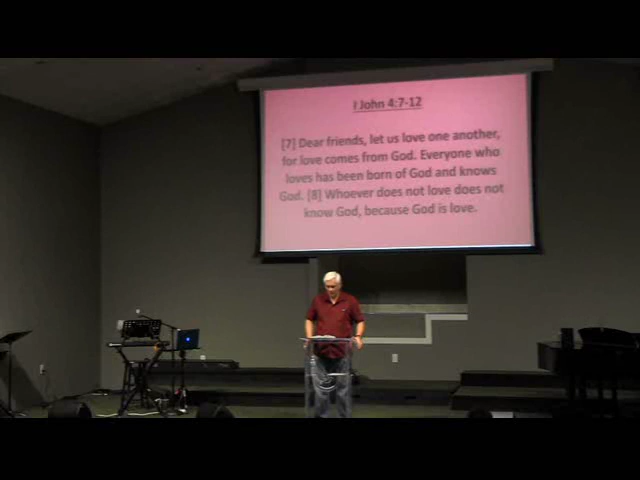 I John 4:7-12
[7] Dear friends, let us love one another,
for love comes from God. Everyone who
loves has been born of God and knows
God. [8] Whoever does not love does not
know God, because God is love.